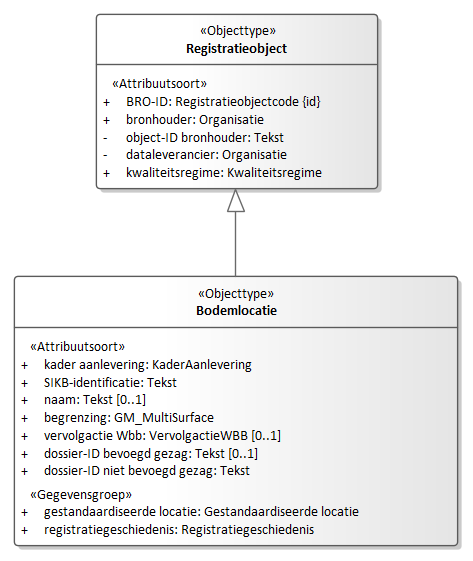 «Objecttype»
Registratieobject
«Attribuutsoort»
+ BRO-ID: Registratieobjectcode {id}
+ bronhouder: Organisatie
- object-ID bronhouder: Tekst
- dataleverancier: Organisatie
+ kwaliteitsregime: Kwaliteitsregime
«Objecttype»
Bodemlocatie
«Attribuutsoort»
+ kader aanlevering: KaderAanlevering
+ SIKB-identificatie: Tekst
+ naam: Tekst [0..1]
+ begrenzing: GM_MultiSurface
+ vervolgactie Wbb: VervolgactieWBB [0..1]
+ dossier-ID bevoegd gezag: Tekst [0..1]
+ dossier-ID niet bevoegd gezag: Tekst
«Gegevensgroep»
+ gestandaardiseerde locatie: Gestandaardiseerde locatie
+ registratiegeschiedenis: Registratiegeschiedenis